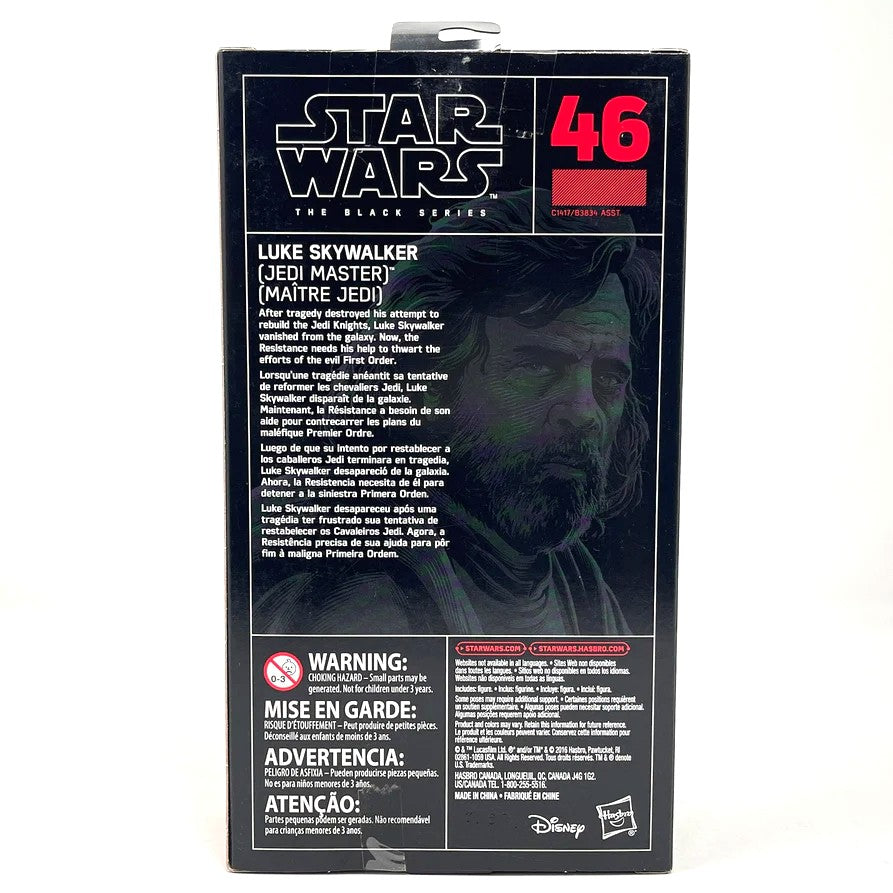 STAR
WARS™
THE BLACK SERIES
46
C1417/B3834 ASST.
LUKE SKYWALKER
(JEDI MASTER)™
(MAÎTRE JEDI)
After tragedy destroyed his attempt to
rebuild the Jedi Knights, Luke Skywalker
vanished from the galaxy. Now, the
Resistance needs his help to thwart the
efforts of the evil First Order.
Lorsqu'une tragédie anéantit sa tentative
de reformer les chevaliers Jedi, Luke
Skywalker disparaît de la galaxie.
Maintenant, la Résistance a besoin de son
aide pour contrecarrer les plans du
maléfique Premier Ordre.
Luego de que su intento por restablecer a
los caballeros Jedi terminara en tragedia,
Luke Skywalker desapareció de la galaxia.
Ahora, la Resistencia necesita de él para
detener a la siniestra Primera Orden.
Luke Skywalker desapareceu após uma
tragédia ter frustrado sua tentativa de
restabelecer os Cavaleiros Jedi. Agora, a
Resistência precisa de sua ajuda para pôr
fim à maligna Primeira Ordem.
0-3
WARNING:
CHOKING HAZARD – Small parts may be
generated. Not for children under 3 years.
MISE EN GARDE:
RISQUE D'ÉTOUFFEMENT – Peut produire de petites pièces.
Déconseillé aux enfants de moins de 3 ans.
ADVERTENCIA:
PELIGRO DE ASFIXIA – Pueden producirse piezas pequeñas.
No es para niños menores de 3 años.
ATENÇÃO:
Partes pequenas podem ser geradas. Não recomendável
para crianças menores de 3 anos.
STARWARS.COM STARWARS.HASBRO.COM
Websites not available in all languages. • Sites Web non disponibles
dans toutes les langues. • Sitios web no disponibles en todos los idiomas.
Websites não disponíveis em todas as línguas.
Includes: figure. • Inclus: figurine. • Incluye: figura. • Inclui: figura.
Some poses may require additional support. • Certaines positions requièrent
un soutien supplémentaire. • Algunas poses pueden necesitar soporte adicional.
Algumas posições requerem apoio adicional.
Product and colors may vary. Retain this information for future reference.
Le produit et les couleurs peuvent varier. Conservez cette information pour
référence ultérieure.
© & ™ Lucasfilm Ltd. ®* and/or ™* & © 2016 Hasbro, Pawtucket, RI
02861-1059 USA. All Rights Reserved. Tous droits réservés. ™ & ® denote
U.S. Trademarks.
HASBRO CANADA, LONGUEUIL, QC, CANADA J4G 1G2.
US/CANADA TEL. 1-800-255-5516.
MADE IN CHINA • FABRIQUÉ EN CHINE
Disney
Hasbro®